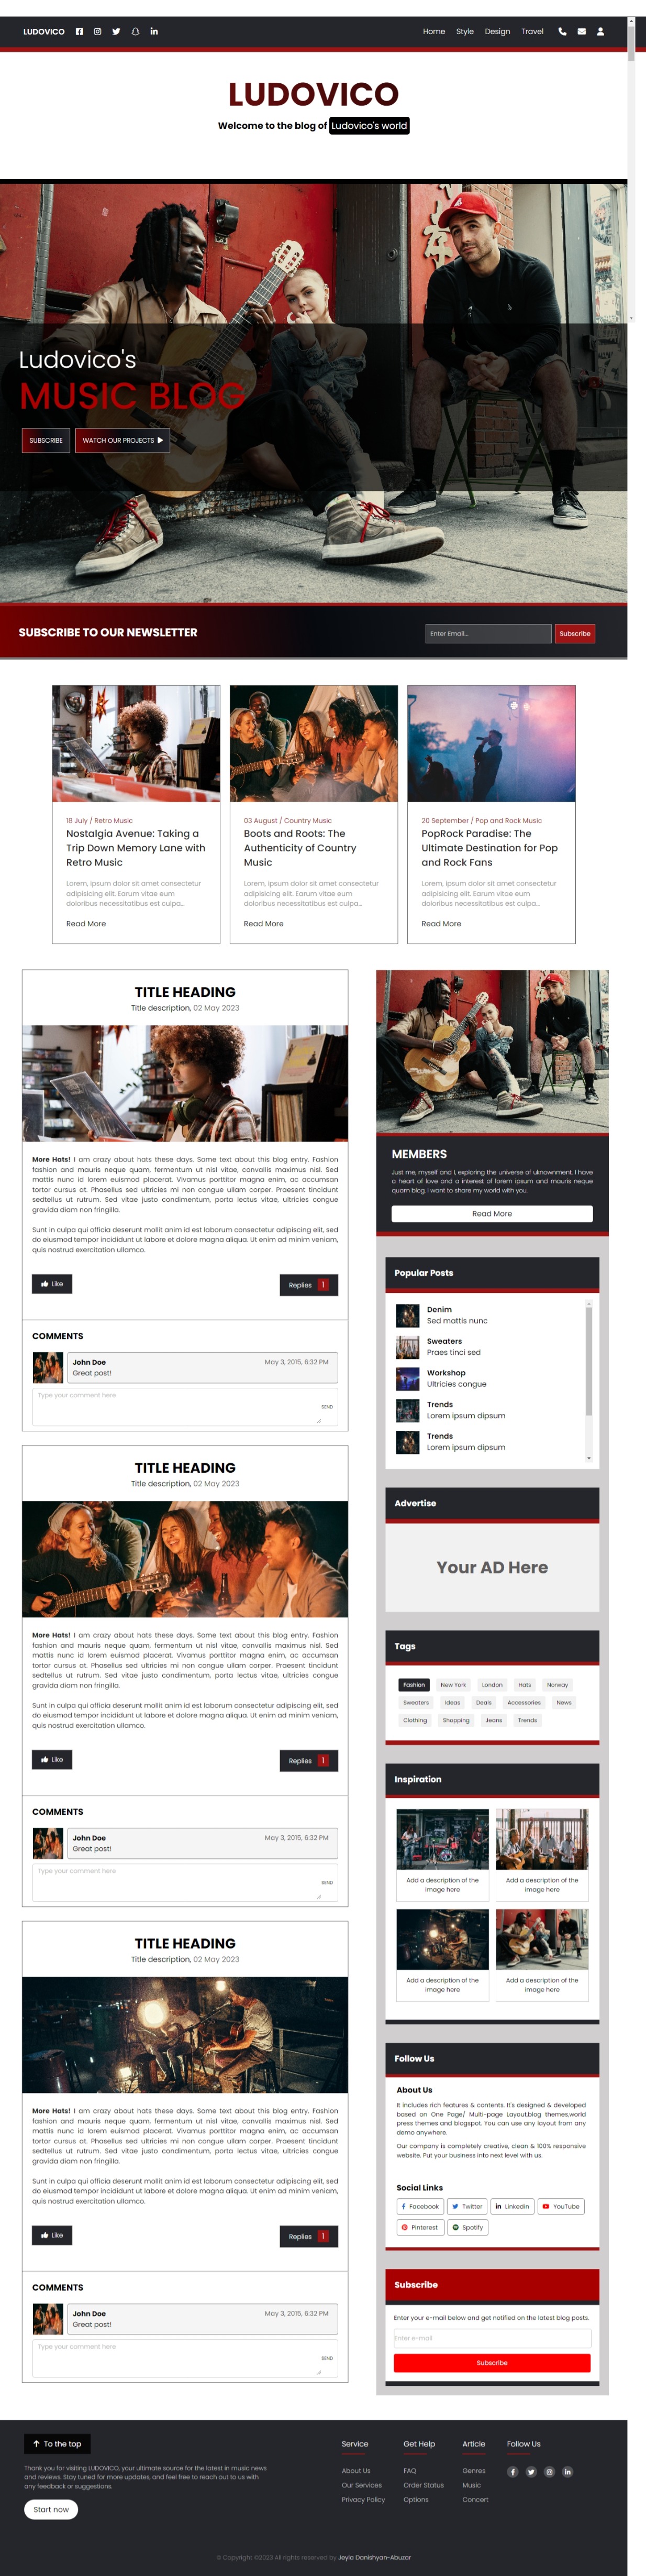 LUDOVICO
Home Style Design Travel
LUDOVICO
Welcome to the blog of Ludovico's world
Ludovico's
MUSIC BLOG
SUBSCRIBE WATCH OUR PROJECTS
SUBSCRIBE TO OUR NEWSLETTER
Enter Email... Subscribe
18 July / Retro Music
Nostalgia Avenue: Taking a
Trip Down Memory Lane with
Retro Music
Lorem, ipsum dolor sit amet consectetur
adipisicing elit. Earum vitae eum
doloribus necessitatibus est culpa...
Read More
03 August / Country Music
Boots and Roots: The
Authenticity of Country
Music
Lorem, ipsum dolor sit amet consectetur
adipisicing elit. Earum vitae eum
doloribus necessitatibus est culpa...
Read More
20 September / Pop and Rock Music
PopRock Paradise: The
Ultimate Destination for Pop
and Rock Fans
Lorem, ipsum dolor sit amet consectetur
adipisicing elit. Earum vitae eum
doloribus necessitatibus est culpa...
Read More
TITLE HEADING
Title description, 02 May 2023
More Hats! I am crazy about hats these days. Some text about this blog entry. Fashion
fashion and mauris neque quam, fermentum ut nisl vitae, convallis maximus nisl. Sed
mattis nunc id lorem euismod placerat. Vivamus porttitor magna enim, ac accumsan
tortor cursus at. Phasellus sed ultricies mi non congue ullam corper. Praesent tincidunt
sedtellus ut rutrum. Sed vitae justo condimentum, porta lectus vitae, ultricies congue
gravida diam non fringilla.
Sunt in culpa qui officia deserunt mollit anim id est laborum consectetur adipiscing elit, sed
do eiusmod tempor incididunt ut labore et dolore magna aliqua. Ut enim ad minim veniam,
quis nostrud exercitation ullamco.
Like Replies 1
COMMENTS
John Doe May 3, 2015, 6:32 PM
Great post!
Type your comment here
SEND
TITLE HEADING
Title description, 02 May 2023
More Hats! I am crazy about hats these days. Some text about this blog entry. Fashion
fashion and mauris neque quam, fermentum ut nisl vitae, convallis maximus nisl. Sed
mattis nunc id lorem euismod placerat. Vivamus porttitor magna enim, ac accumsan
tortor cursus at. Phasellus sed ultricies mi non congue ullam corper. Praesent tincidunt
sedtellus ut rutrum. Sed vitae justo condimentum, porta lectus vitae, ultricies congue
gravida diam non fringilla.
Sunt in culpa qui officia deserunt mollit anim id est laborum consectetur adipiscing elit, sed
do eiusmod tempor incididunt ut labore et dolore magna aliqua. Ut enim ad minim veniam,
quis nostrud exercitation ullamco.
Like Replies 1
COMMENTS
John Doe May 3, 2015, 6:32 PM
Great post!
Type your comment here
SEND
TITLE HEADING
Title description, 02 May 2023
More Hats! I am crazy about hats these days. Some text about this blog entry. Fashion
fashion and mauris neque quam, fermentum ut nisl vitae, convallis maximus nisl. Sed
mattis nunc id lorem euismod placerat. Vivamus porttitor magna enim, ac accumsan
tortor cursus at. Phasellus sed ultricies mi non congue ullam corper. Praesent tincidunt
sedtellus ut rutrum. Sed vitae justo condimentum, porta lectus vitae, ultricies congue
gravida diam non fringilla.
Sunt in culpa qui officia deserunt mollit anim id est laborum consectetur adipiscing elit, sed
do eiusmod tempor incididunt ut labore et dolore magna aliqua. Ut enim ad minim veniam,
quis nostrud exercitation ullamco.
Like Replies 1
COMMENTS
John Doe May 3, 2015, 6:32 PM
Great post!
Type your comment here
SEND
MEMBERS
Just me, myself and I, exploring the universe of uknownment. I have
a heart of love and a interest of lorem ipsum and mauris neque
quam blog. I want to share my world with you.
Read More
Popular Posts
Denim
Sed mattis nunc
Sweaters
Praes tinci sed
Workshop
Ultricies congue
Trends
Lorem ipsum dipsum
Trends
Lorem ipsum dipsum
Advertise
Your AD Here
Tags
Fashion New York London Hats Norway
Sweaters Ideas Deals Accessories News
Clothing Shopping Jeans Trends
Inspiration
Add a description of the
image here
Add a description of the
image here
Add a description of the
image here
Add a description of the
image here
Follow Us
About Us
It includes rich features & contents. It's designed & developed
based on One Page/ Multi-page Layout,blog themes,world
press themes and blogspot. You can use any layout from any
demo anywhere.
Our company is completely creative, clean & 100% responsive
website. Put your business into next level with us.
Social Links
Facebook Twitter Linkedin YouTube
Pinterest Spotify
Subscribe
Enter your e-mail below and get notified on the latest blog posts.
Enter e-mail
Subscribe
To the top
Thank you for visiting LUDOVICO, your ultimate source for the latest in music news
and reviews. Stay tuned for more updates, and feel free to reach out to us with
any feedback or suggestions.
Start now
Service
About Us
Our Services
Privacy Policy
Get Help
FAQ
Order Status
Options
Article
Genres
Music
Concert
Follow Us
© Copyright ©2023 All rights reserved by Jeyla Danishyan-Abuzar